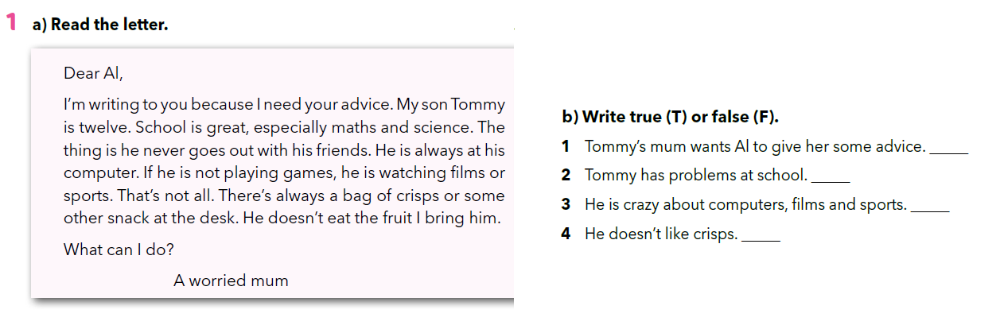 1 a) Read the letter.
Dear Al,
I'm writing to you because I need your advice. My son Tommy
is twelve. School is great, especially maths and science. The
thing is he never goes out with his friends. He is always at his
computer. If he is not playing games, he is watching films or
sports. That's not all. There's always a bag of crisps or some
other snack at the desk. He doesn't eat the fruit I bring him.
What can I do?
A worried mum
b) Write true (T) or false (F).
1 Tommy's mum wants Al to give her some advice. _____
2 Tommy has problems at school. _____
3 He is crazy about computers, films and sports. _____
4 He doesn't like crisps. _____